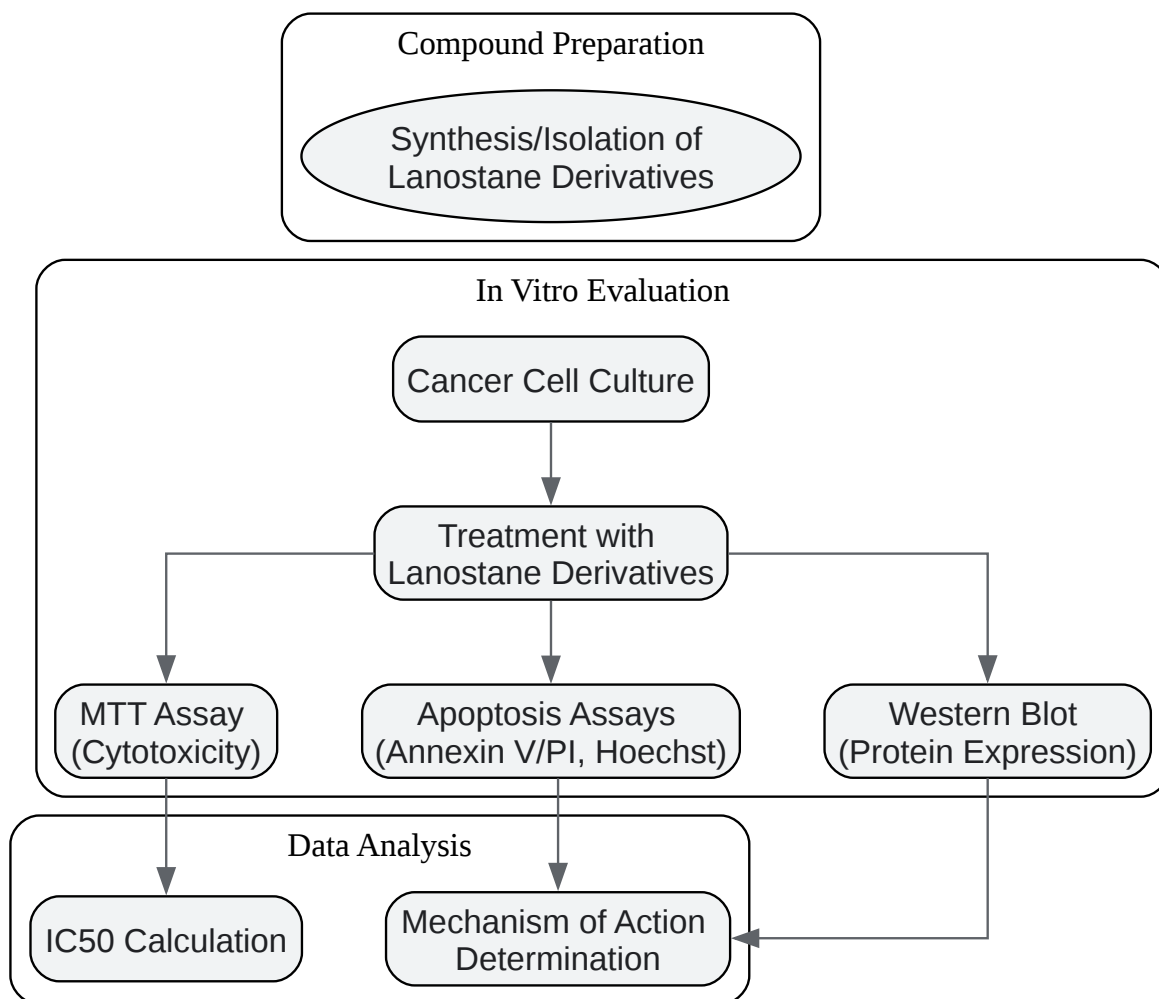 Compound Preparation
Synthesis/Isolation of
Lanostane Derivatives
In Vitro Evaluation
Cancer Cell Culture
Treatment with
Lanostane Derivatives
MTT Assay
(Cytotoxicity)
Apoptosis Assays
(Annexin V/PI, Hoechst)
Western Blot
(Protein Expression)
Data Analysis
IC50 Calculation
Mechanism of Action
Determination